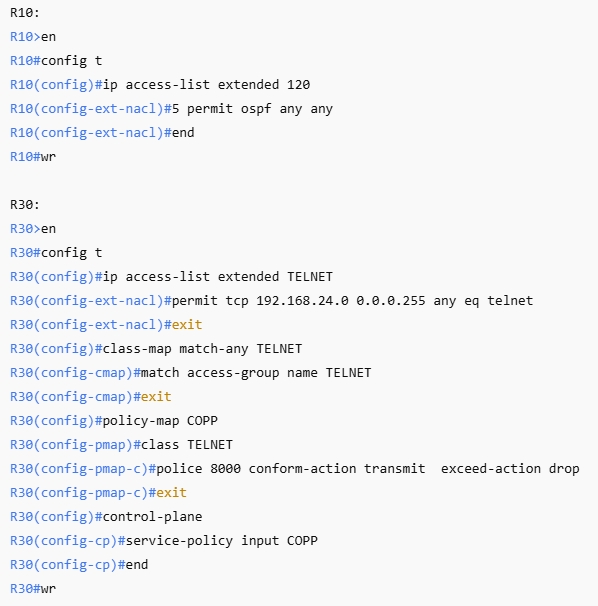 R10:
R10>en
R10#config t
R10(config)#ip access-list extended 120
R10(config-ext-nacl)#5 permit ospf any any
R10(config-ext-nacl)#end
R10#wr
R30:
R30>en
R30#config t
R30(config)#ip access-list extended TELNET
R30(config-ext-nacl)#permit tcp 192.168.24.0 0.0.0.255 any eq telnet
R30(config-ext-nacl)#exit
R30(config)#class-map match-any TELNET
R30(config-cmap)#match access-group name TELNET
R30(config-cmap)#exit
R30(config)#policy-map COPP
R30(config-pmap)#class TELNET
R30(config-pmap-c)#police 8000 conform-action transmit  exceed-action drop
R30(config-pmap-c)#exit
R30(config)#control-plane
R30(config-cp)#service-policy input COPP
R30(config-cp)#end
R30#wr